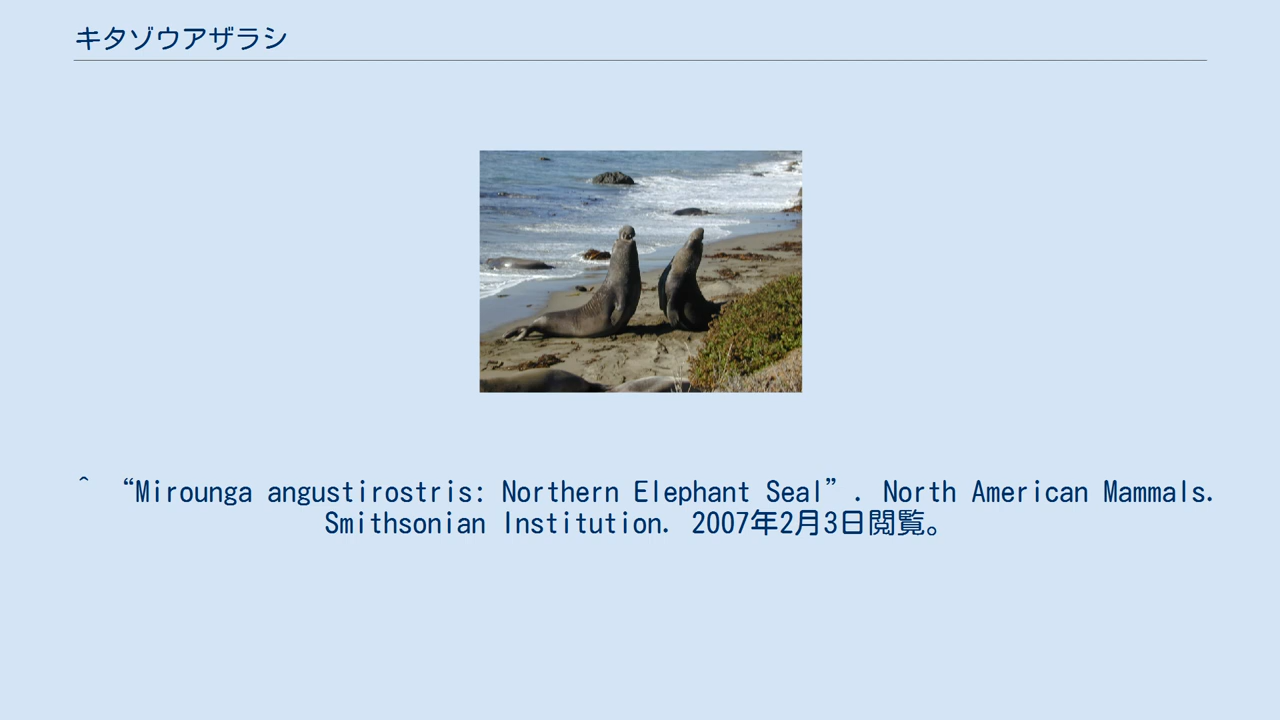 キタゾウアザラシ
^ “Mirounga angustirostris: Northern Elephant Seal”. North American Mammals.
Smithsonian Institution. 2007年2月3日閲覧。